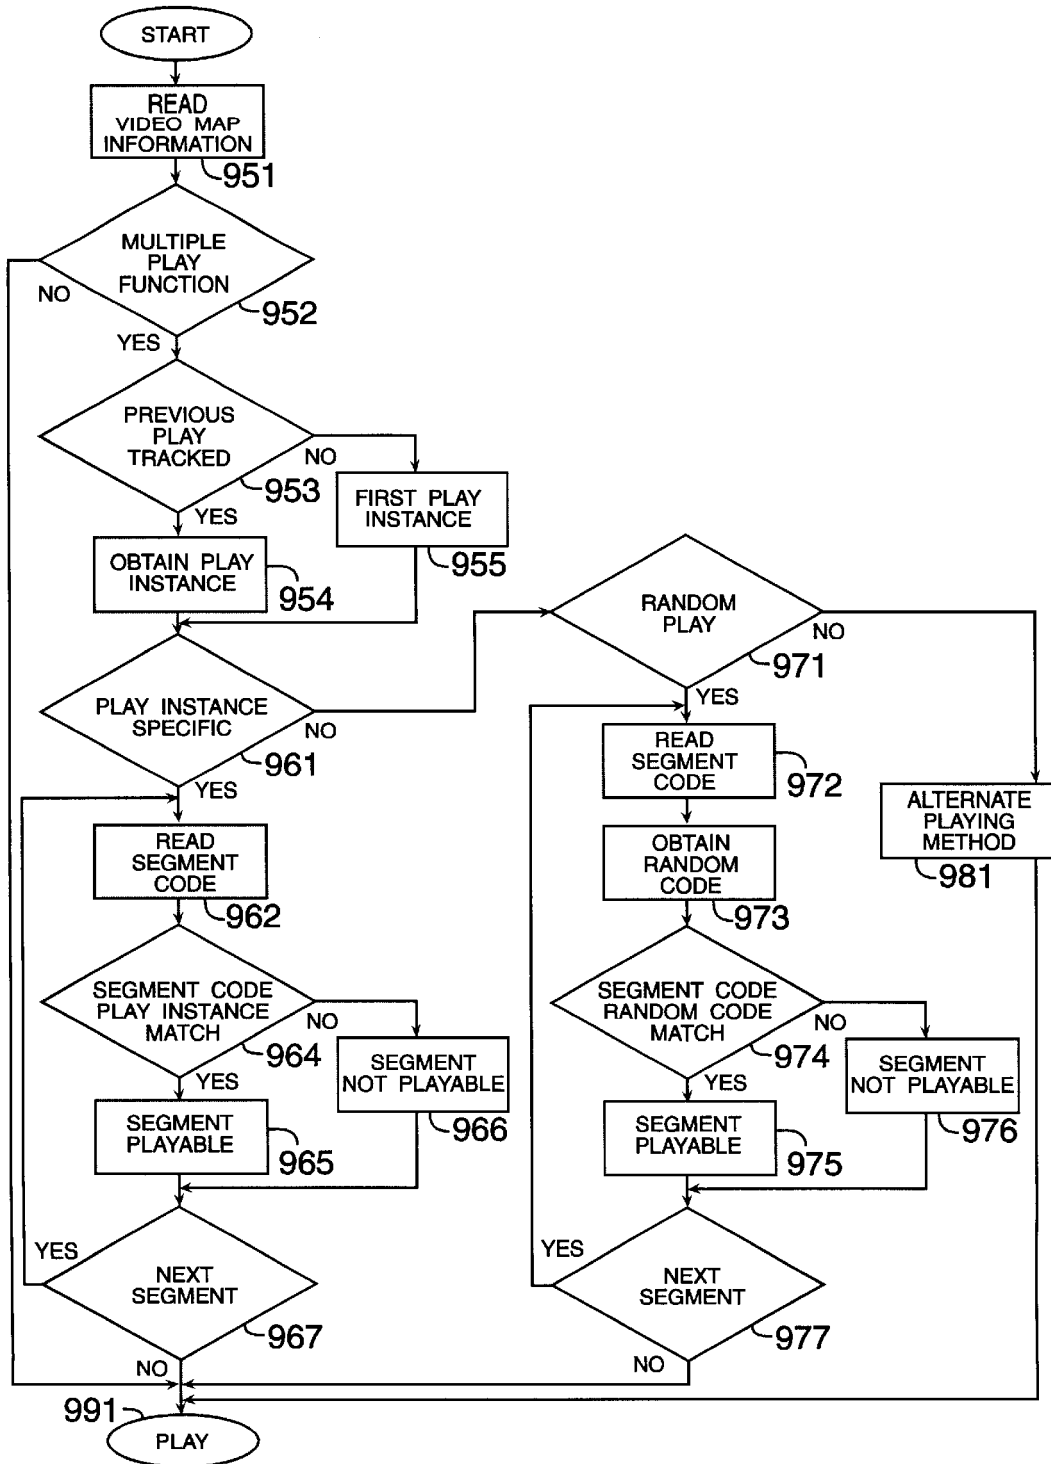 START
READ
VIDEO MAP
INFORMATION
951
MULTIPLE
PLAY
FUNCTION
NO
952
YES
PREVIOUS
PLAY
TRACKED
NO
953
YES
FIRST PLAY
INSTANCE
955
OBTAIN PLAY
INSTANCE
954
PLAY INSTANCE
SPECIFIC
NO
961
YES
READ
SEGMENT
CODE
962
SEGMENT CODE
PLAY INSTANCE
MATCH
NO
964
YES
SEGMENT
NOT PLAYABLE
966
SEGMENT
PLAYABLE
965
YES
NEXT
SEGMENT
967
NO
RANDOM
PLAY
NO
971
YES
READ
SEGMENT
CODE
972
OBTAIN
RANDOM
CODE
973
SEGMENT CODE
RANDOM CODE
MATCH
NO
974
YES
SEGMENT
NOT PLAYABLE
976
SEGMENT
PLAYABLE
975
YES
NEXT
SEGMENT
977
NO
ALTERNATE
PLAYING
METHOD
981
991
PLAY